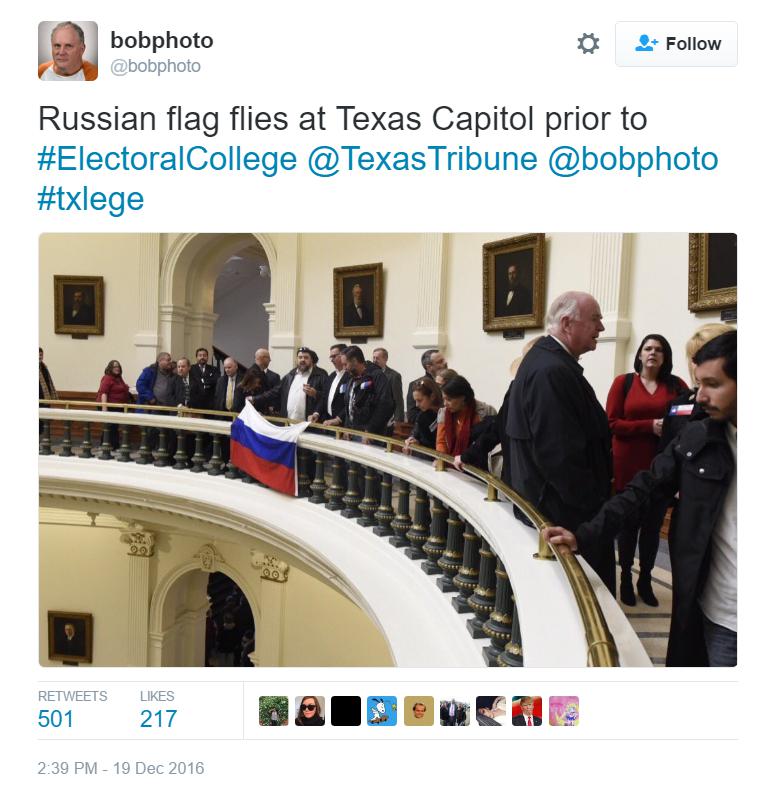 bobphoto
@bobphoto
Follow
Russian flag flies at Texas Capitol prior to
#ElectoralCollege @TexasTribune @bobphoto
#txlege
RETWEETS
501
LIKES
217
2:39 PM - 19 Dec 2016